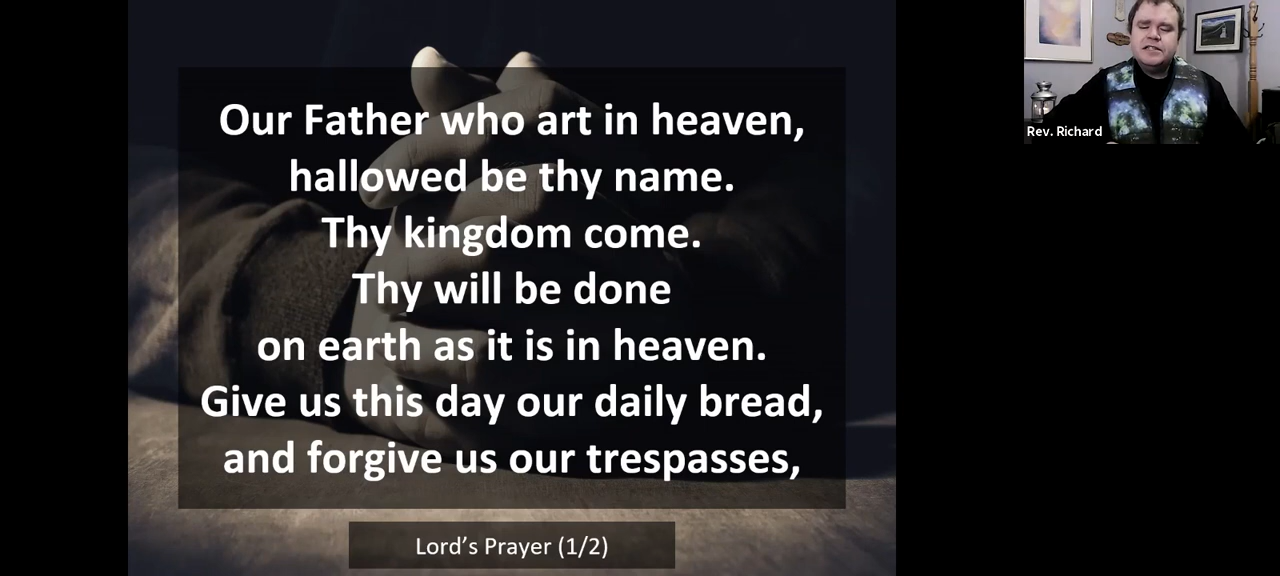 Our Father who art in heaven,
hallowed be thy name.
Thy kingdom come.
Thy will be done
on earth as it is in heaven.
Give us this day our daily bread,
and forgive us our trespasses,
Lord’s Prayer (1/2)
Rev. Richard